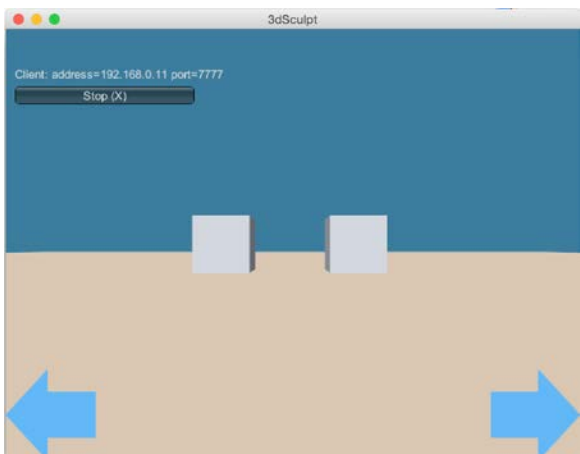 3dSculpt
Client: address=192.168.0.11 port=7777
Stop (X)